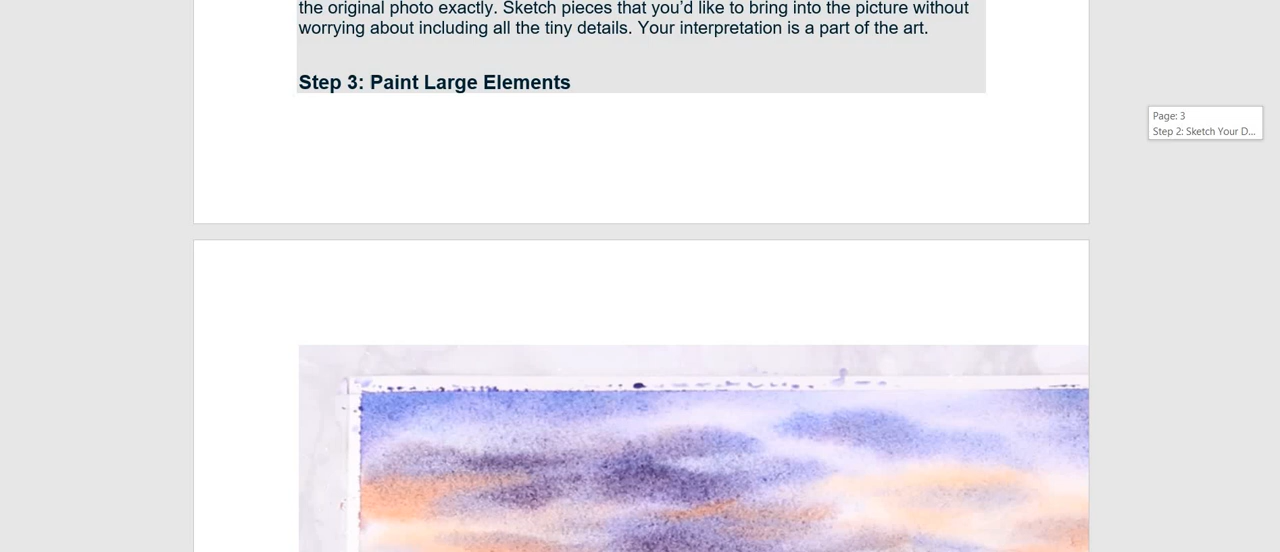 the original photo exactly. Sketch pieces that you’d like to bring into the picture without
worrying about including all the tiny details. Your interpretation is a part of the art.
Step 3: Paint Large Elements
Page: 3
Step 2: Sketch Your D...